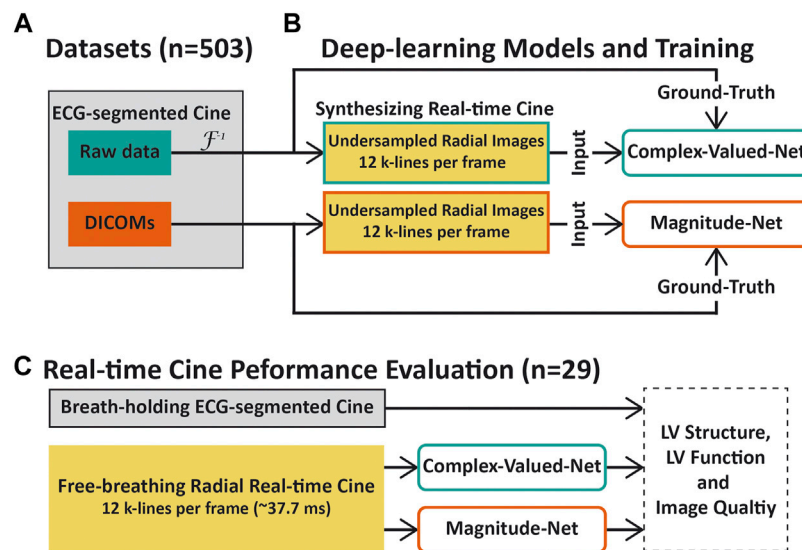 A
Datasets (n=503)
B
Deep-learning Models and Training
ECG-segmented Cine
Raw data
ℱ⁻¹
DICOMs
Synthesizing Real-time Cine
Undersampled Radial Images
12 k-lines per frame
Input
Ground-Truth
Complex-Valued-Net
Undersampled Radial Images
12 k-lines per frame
Input
Magnitude-Net
Ground-Truth
C
Real-time Cine Peformance Evaluation (n=29)
Breath-holding ECG-segmented Cine
Free-breathing Radial Real-time Cine
12 k-lines per frame (~37.7 ms)
Complex-Valued-Net
Magnitude-Net
LV Structure,
LV Function
and
Image Qualtiy